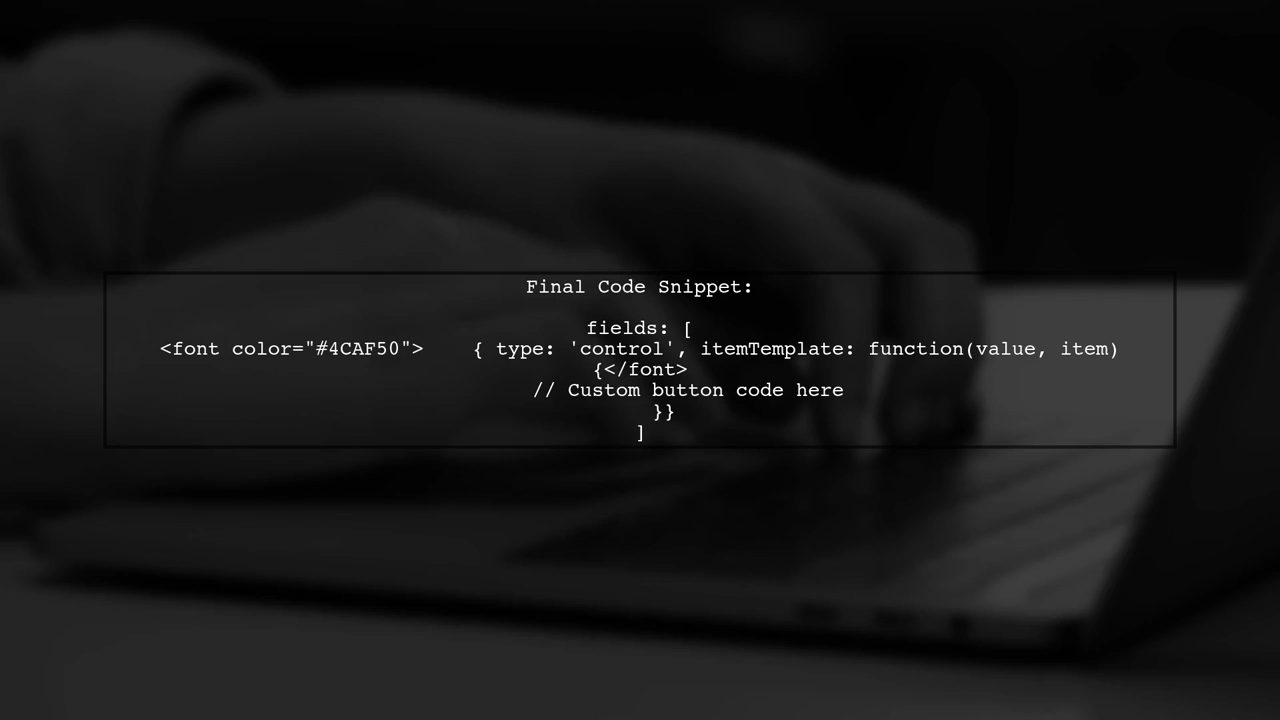 Final Code Snippet:
fields: [
<font color="#4CAF50">    { type: 'control', itemTemplate: function(value, item)
{</font>
// Custom button code here
}}
]